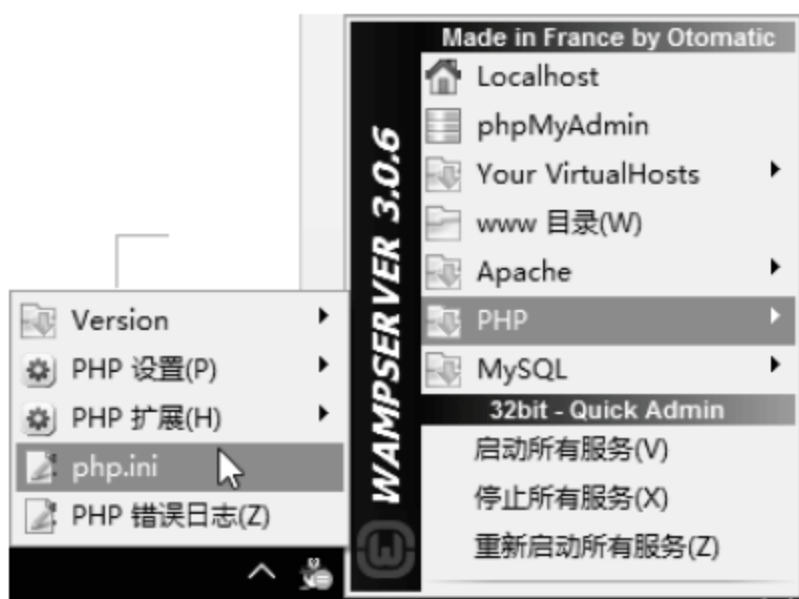 Made in France by Otomatic
Localhost
phpMyAdmin
Your VirtualHosts
www 目录(W)
Apache
PHP
MySQL
32bit - Quick Admin
启动所有服务(V)
停止所有服务(X)
重新启动所有服务(Z)
WAMPSERVER 3.0.6
Version
PHP 设置(P)
PHP 扩展(H)
php.ini
PHP 错误日志(Z)